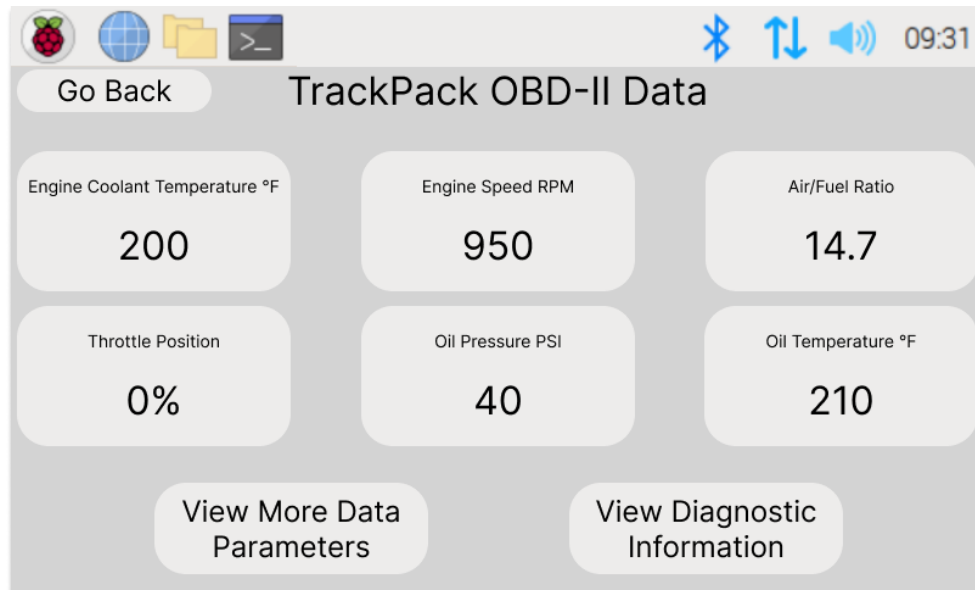 >_
09:31
Go Back
TrackPack OBD-II Data
Engine Coolant Temperature °F
Engine Speed RPM
Air/Fuel Ratio
200
950
14.7
Throttle Position
Oil Pressure PSI
Oil Temperature °F
0%
40
210
View More Data
Parameters
View Diagnostic
Information